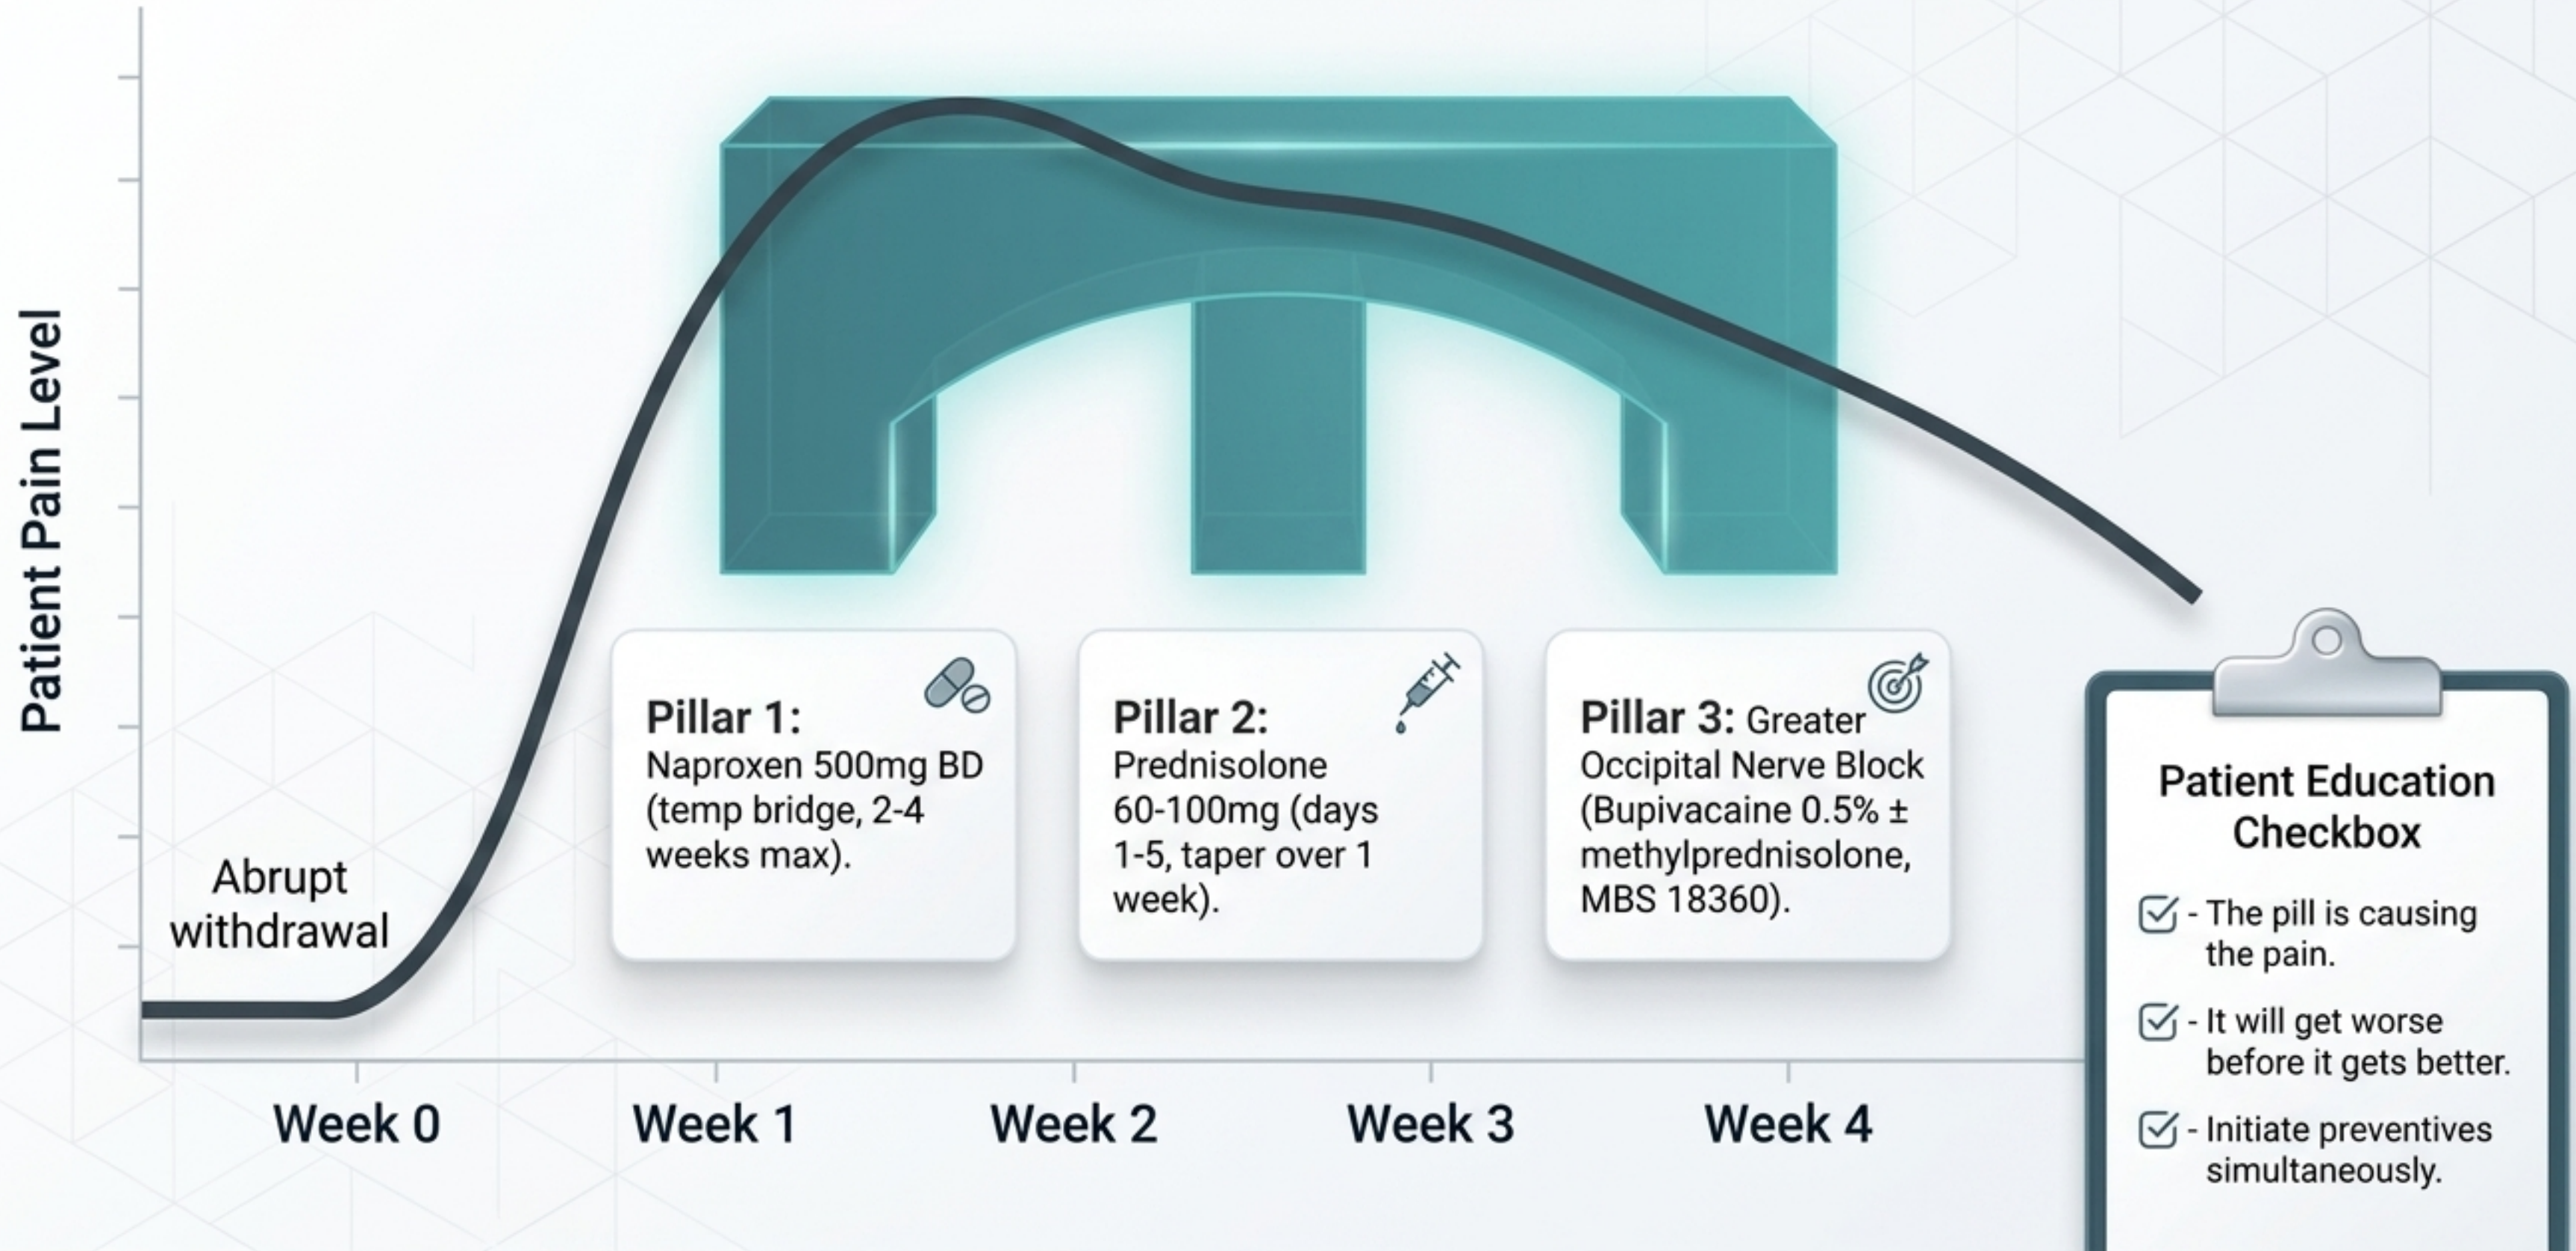 Patient Pain Level
Abrupt
withdrawal
Pillar 1:
Naproxen 500mg BD
(temp bridge, 2-4
weeks max).
Pillar 2:
Prednisolone
60-100mg (days
1-5, taper over 1
week).
Pillar 3: Greater
Occipital Nerve Block
(Bupivacaine 0.5% ±
methylprednisolone,
MBS 18360).
Week 0
Week 1
Week 2
Week 3
Week 4
Patient Education
Checkbox
- The pill is causing
the pain.
- It will get worse
before it gets better.
- Initiate preventives
simultaneously.